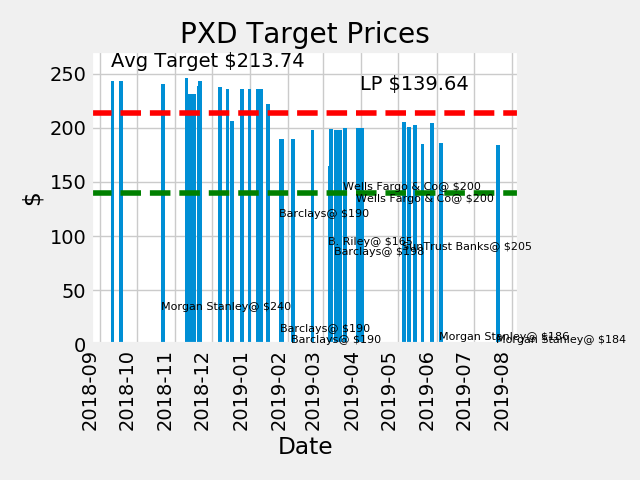 PXD Target Prices
Avg Target $213.74
LP $139.64
250
200
150
100
50
0
$
Wells Fargo & Co@ $200
Wells Fargo & Co@ $200
Barclays@ $190
B. Riley@ $165
SunTrust Banks@ $205
Barclays@ $198
Morgan Stanley@ $240
Barclays@ $190
Barclays@ $190
Morgan Stanley@ $186
Morgan Stanley@ $184
2018-09
2018-10
2018-11
2018-12
2019-01
2019-02
2019-03
2019-04
2019-05
2019-06
2019-07
2019-08
Date